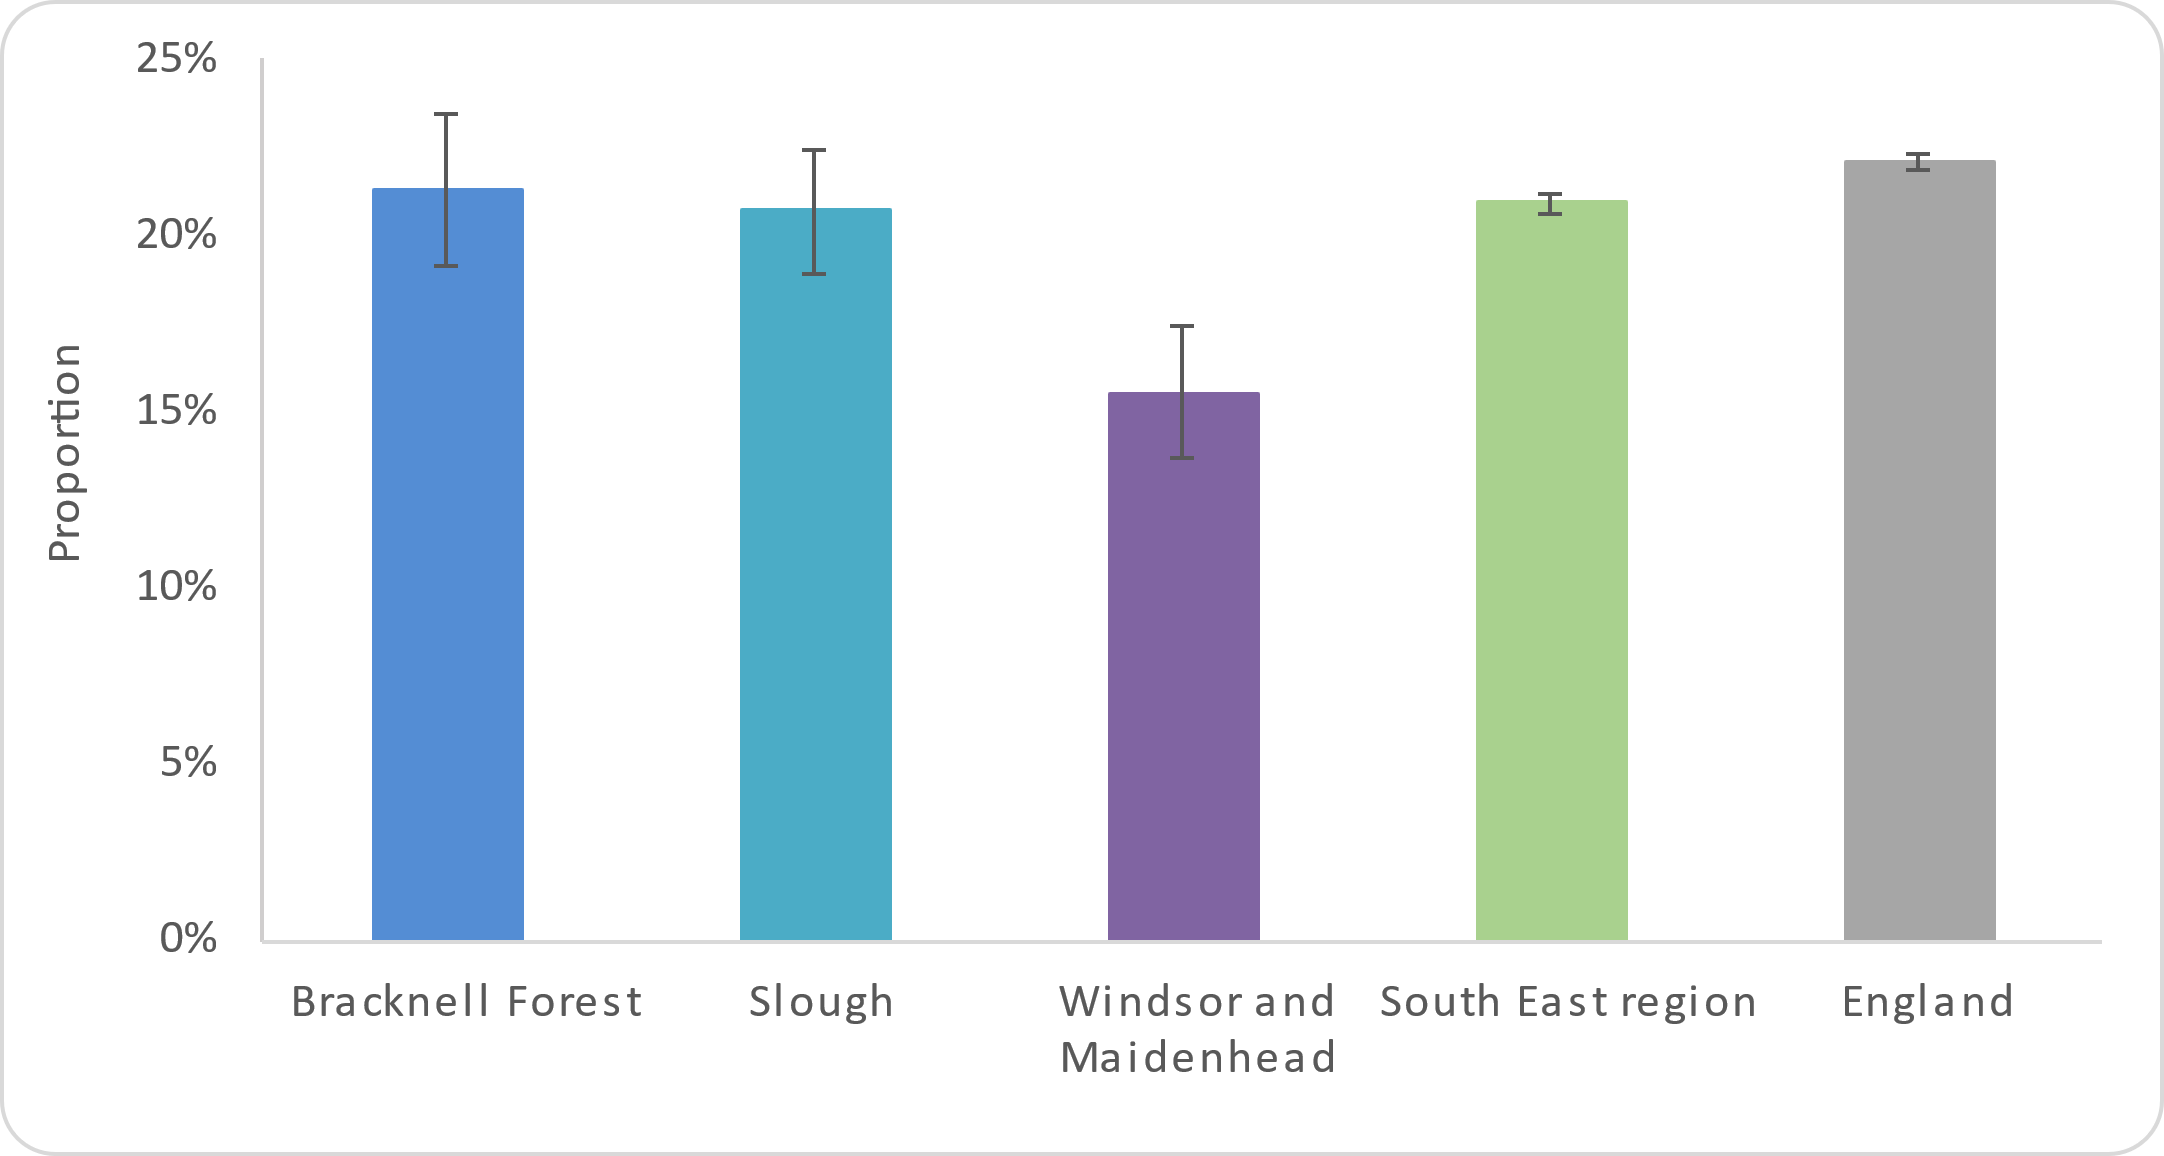 25%
20%
15%
10%
5%
0%
Proportion
Bracknell Forest
Slough
Windsor and
Maidenhead
South East region
England